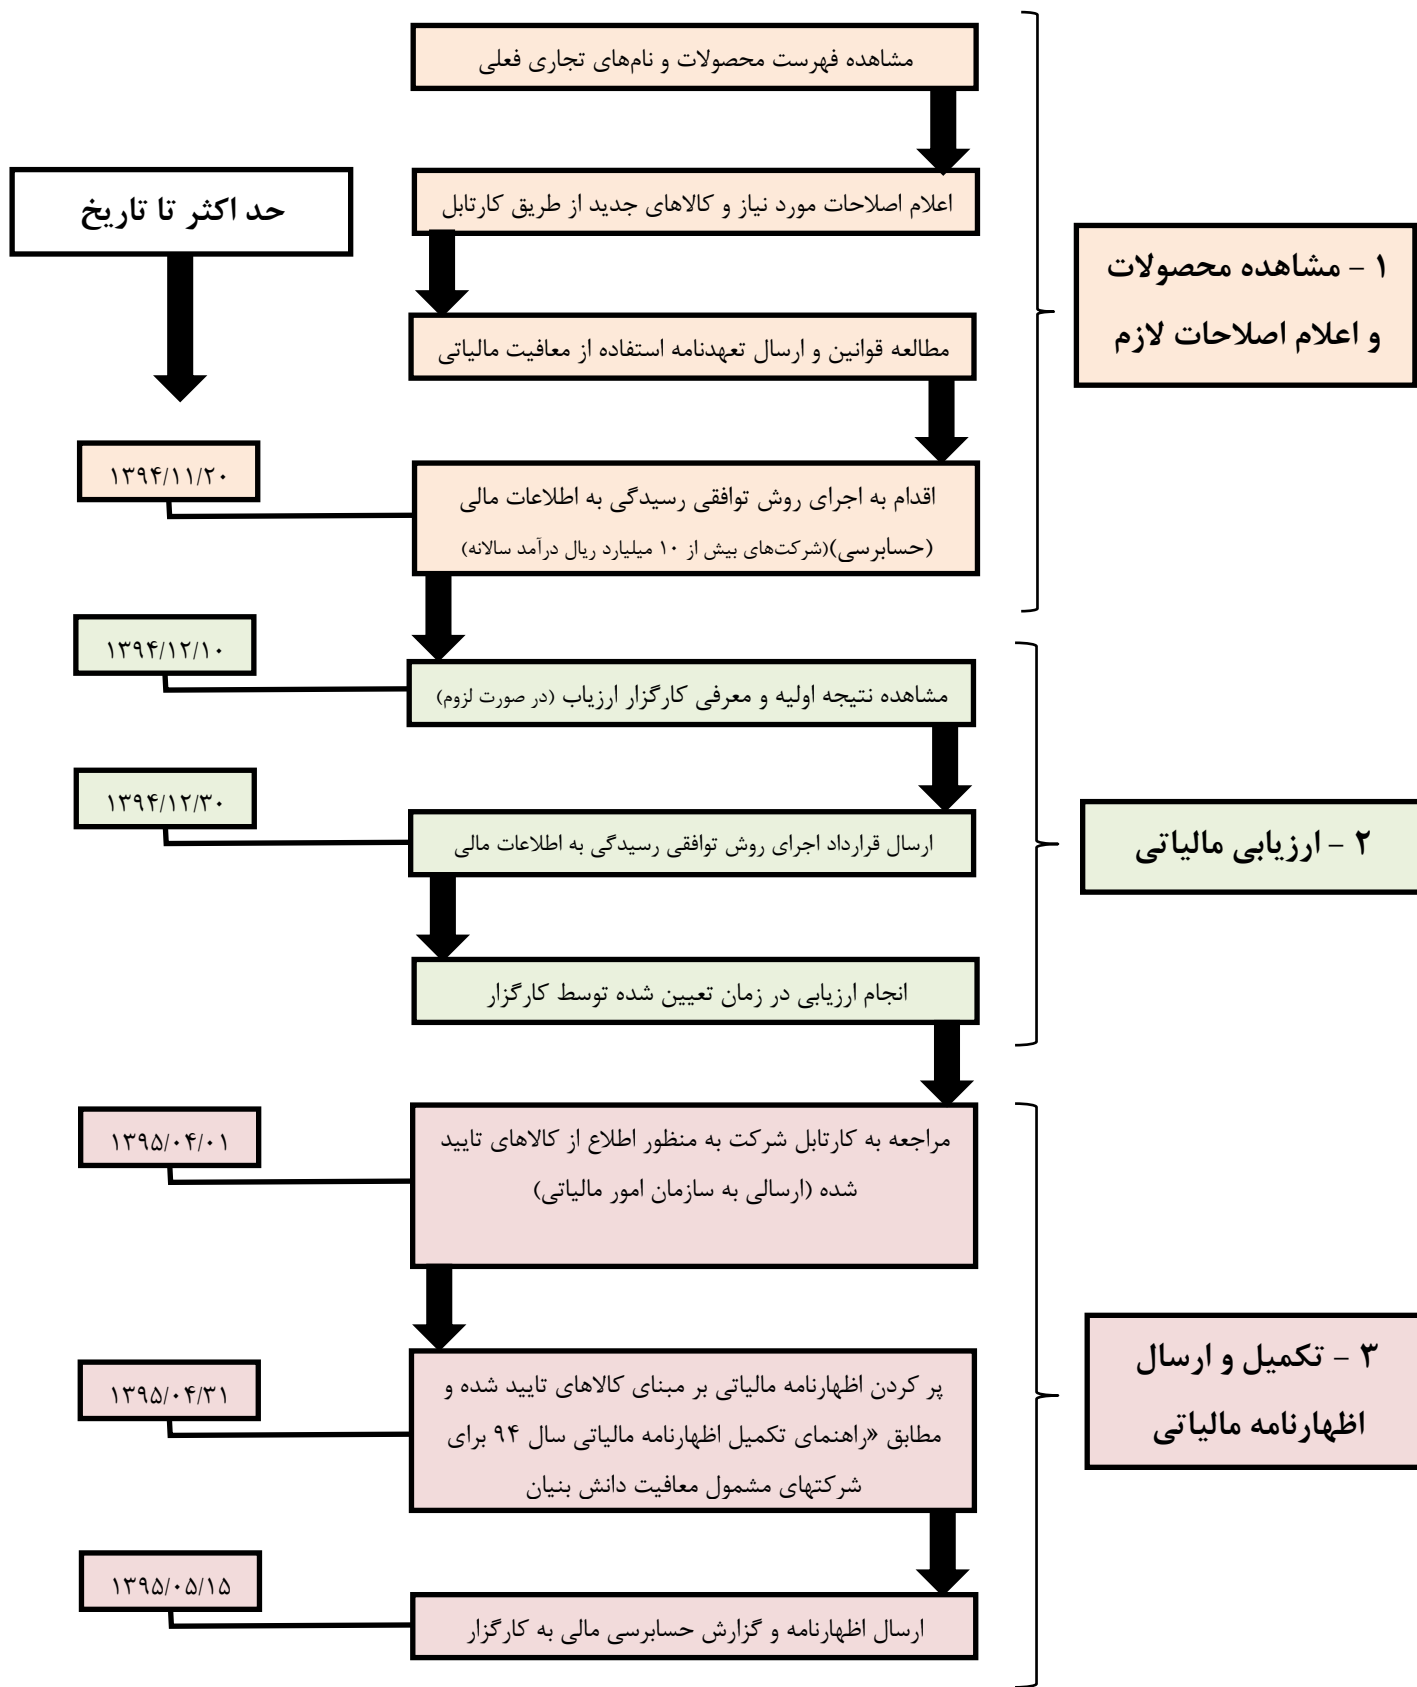 مشاهده فهرست محصولات و نام‌های تجاری فعلی
اعلام اصلاحات مورد نیاز و کالاهای جدید از طریق کارتابل
حد اکثر تا تاریخ
۱ – مشاهده محصولات
و اعلام اصلاحات لازم
مطالعه قوانین و ارسال تعهدنامه استفاده از معافیت مالیاتی
۱۳۹۴/۱۱/۲۰
اقدام به اجرای روش توافقی رسیدگی به اطلاعات مالی
(حسابرسی)(شرکت‌های بیش از ۱۰ میلیارد ریال درآمد سالانه)
۱۳۹۴/۱۲/۱۰
مشاهده نتیجه اولیه و معرفی کارگزار ارزیاب (در صورت لزوم)
۱۳۹۴/۱۲/۳۰
ارسال قرارداد اجرای روش توافقی رسیدگی به اطلاعات مالی
۲ – ارزیابی مالیاتی
انجام ارزیابی در زمان تعیین شده توسط کارگزار
۱۳۹۵/۰۴/۰۱
مراجعه به کارتابل شرکت به منظور اطلاع از کالاهای تایید
شده (ارسالی به سازمان امور مالیاتی)
۳ – تکمیل و ارسال
اظهارنامه مالیاتی
۱۳۹۵/۰۴/۳۱
پر کردن اظهارنامه مالیاتی بر مبنای کالاهای تایید شده و
مطابق «راهنمای تکمیل اظهارنامه مالیاتی سال ۹۴ برای
شرکتهای مشمول معافیت دانش بنیان
۱۳۹۵/۰۵/۱۵
ارسال اظهارنامه و گزارش حسابرسی مالی به کارگزار